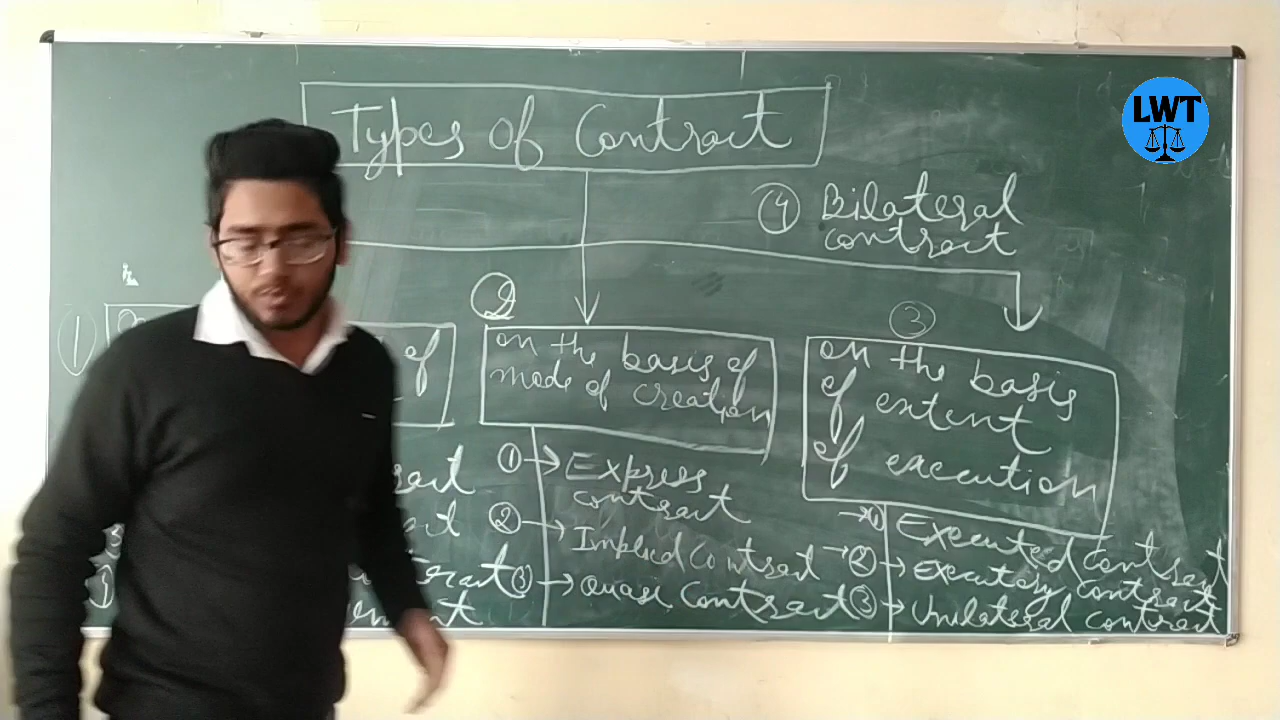 Types of Contract
LWT
④ Bilateral
contract
①
of
②
on the basis of
mode of creation
① → Express
contract
② → Implied Contract
③ → Quasi Contract
③
on the basis
of extent
of execution
Executed Contract
→ ② → Executory contract
③ → Unilateral contract